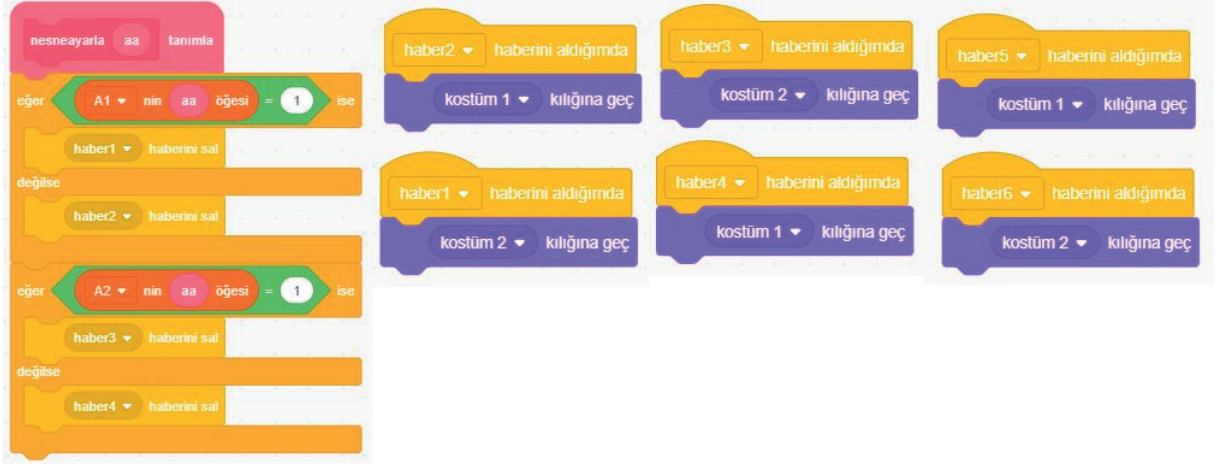 nesneayarla aa tanımla
eğer A1 nin aa öğesi = 1 ise
haber1 haberini sal
değilse
haber2 haberini sal
eğer A2 nin aa öğesi = 1 ise
haber3 haberini sal
değilse
haber4 haberini sal
haber2 haberini aldığımda
kostüm 1 kılığına geç
haber3 haberini aldığımda
kostüm 2 kılığına geç
haber5 haberini aldığımda
kostüm 1 kılığına geç
haber1 haberini aldığımda
kostüm 2 kılığına geç
haber4 haberini aldığımda
kostüm 1 kılığına geç
haber6 haberini aldığımda
kostüm 2 kılığına geç